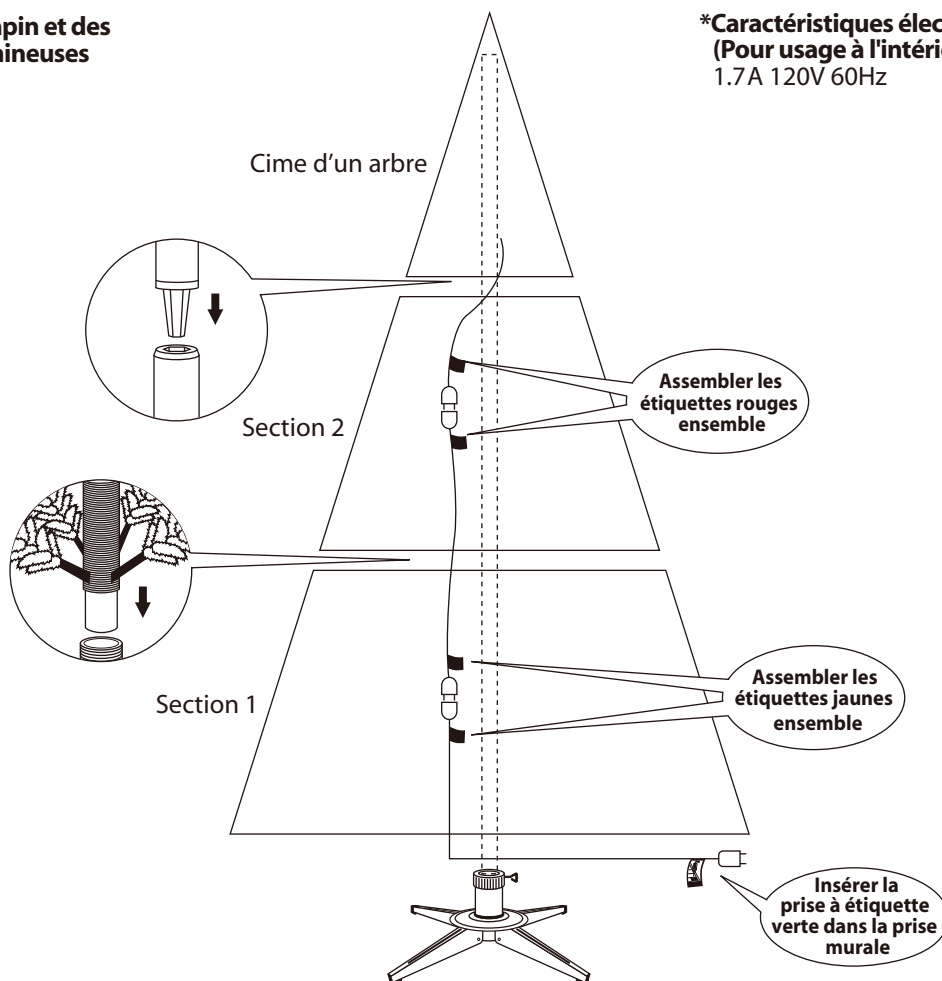 pin et des
mineuses
*Caractéristiques élec
(Pour usage à l'intéri
1.7A 120V 60Hz
Cime d’un arbre
Assembler les
étiquettes rouges
ensemble
Section 2
Assembler les
étiquettes jaunes
ensemble
Section 1
Insérer la
prise à étiquette
verte dans la prise
murale